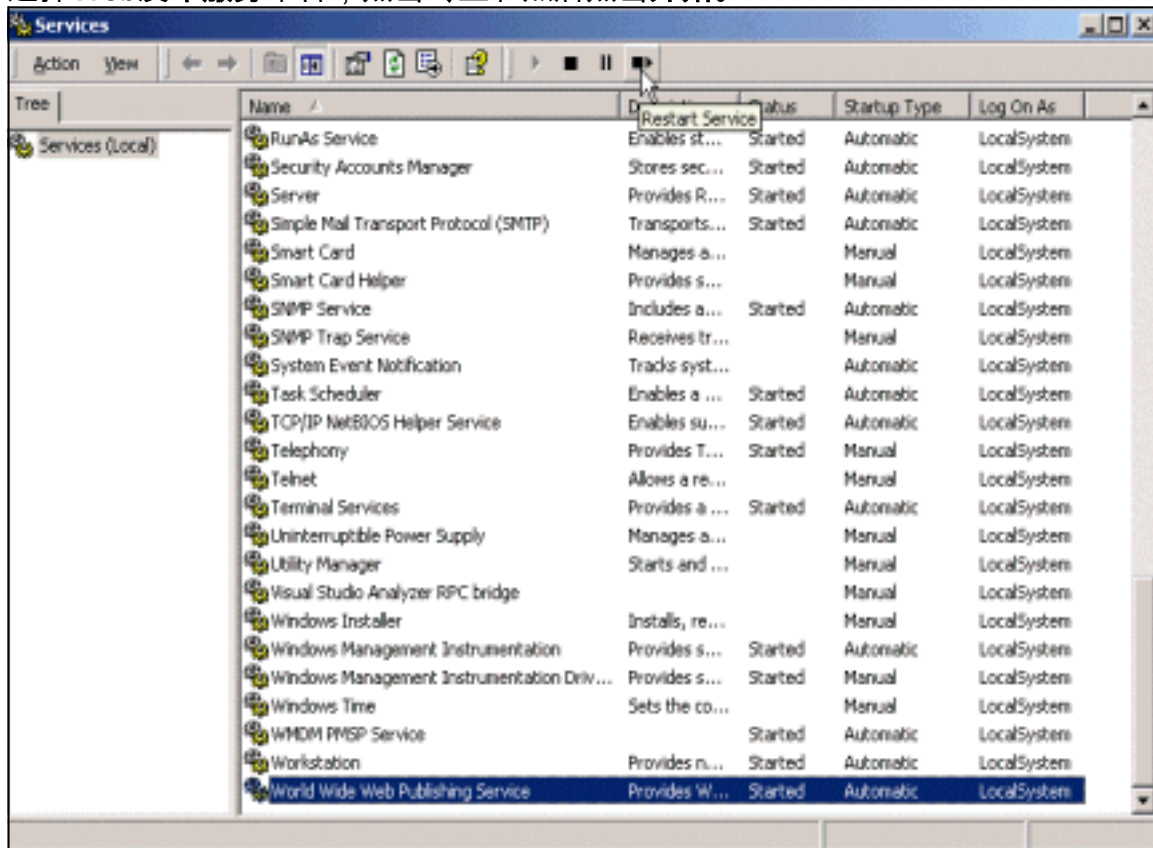 Services
Action View
Tree
Name Status Startup Type Log On As
Restart Service
Services (Local)
RunAs Service Enables st... Started Automatic LocalSystem
Security Accounts Manager Stores sec... Started Automatic LocalSystem
Server Provides R... Started Automatic LocalSystem
Simple Mail Transport Protocol (SMTP) Transports... Started Automatic LocalSystem
Smart Card Manages a... Manual LocalSystem
Smart Card Helper Provides s... Manual LocalSystem
SNMP Service Includes a... Started Automatic LocalSystem
SNMP Trap Service Receives tr... Manual LocalSystem
System Event Notification Tracks syst... Automatic LocalSystem
Task Scheduler Enables a ... Started Automatic LocalSystem
TCP/IP NetBIOS Helper Service Enables su... Started Automatic LocalSystem
Telephony Provides T... Started Manual LocalSystem
Telnet Allows a re... Manual LocalSystem
Terminal Services Provides a ... Started Automatic LocalSystem
Uninterruptible Power Supply Manages a... Manual LocalSystem
Utility Manager Starts and ... Manual LocalSystem
Visual Studio Analyzer RPC bridge Manual LocalSystem
Windows Installer Installs, re... Manual LocalSystem
Windows Management Instrumentation Provides s... Started Automatic LocalSystem
Windows Management Instrumentation Driv... Provides s... Started Manual LocalSystem
Windows Time Sets the co... Manual LocalSystem
WMDM PMSP Service Started Automatic LocalSystem
Workstation Provides n... Started Automatic LocalSystem
World Wide Web Publishing Service Provides W... Started Automatic LocalSystem